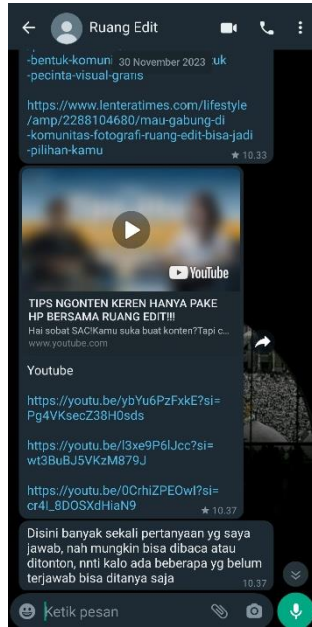 Ruang Edit
-bentuk-komuni
30 November 2023
-pecinta-visual-grafis
https://www.lenteratimes.com/lifestyle
/amp/2288104680/mau-gabung-di
-komunitas-fotografi-ruang-edit-bisa-jadi
-pilihan-kamu
★ 10.33
YouTube
TIPS NGONTEN KEREN HANYA PAKE
HP BERSAMA RUANG EDIT!!!
Hai sobat SAC!Kamu suka buat konten?Tapi c...
www.youtube.com
Youtube
https://youtu.be/ybYu6PzFxkE?si=
Pg4VKsecZ38H0sds
https://youtu.be/l3xe9P6lJcc?si=
wt3BuBJ5VKzM879J
https://youtu.be/0CrhiZPEOwI?si=
cr4l_8DOSXdHiaN9
★ 10.37
Disini banyak sekali pertanyaan yg saya
jawab, nah mungkin bisa dibaca atau
ditonton, nnti kalo ada beberapa yg belum
terjawab bisa ditanya saja
10.37
Ketik pesan